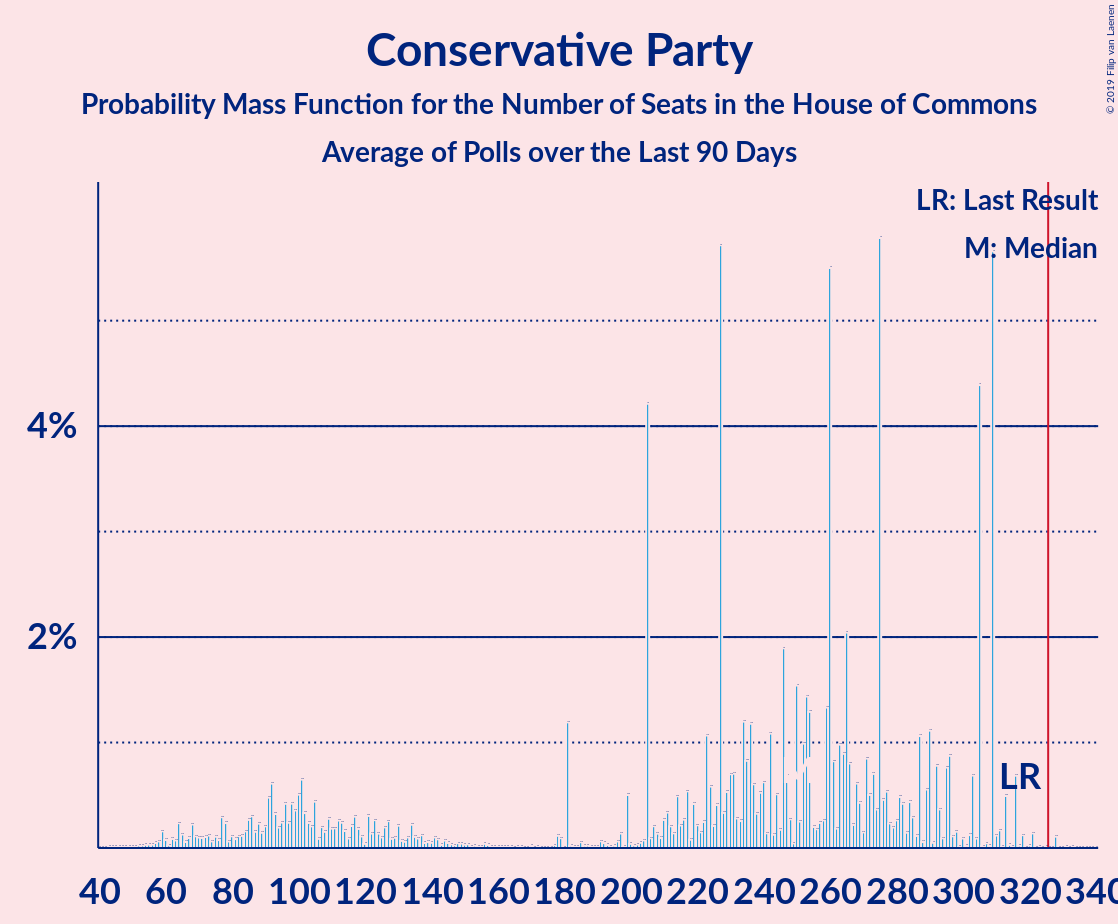 Conservative Party
Probability Mass Function for the Number of Seats in the House of Commons
Average of Polls over the Last 90 Days
© 2019 Filip van Laenen
LR: Last Result
M: Median
4%
2%
LR
40 60 80 100 120 140 160 180 200 220 240 260 280 300 320 340